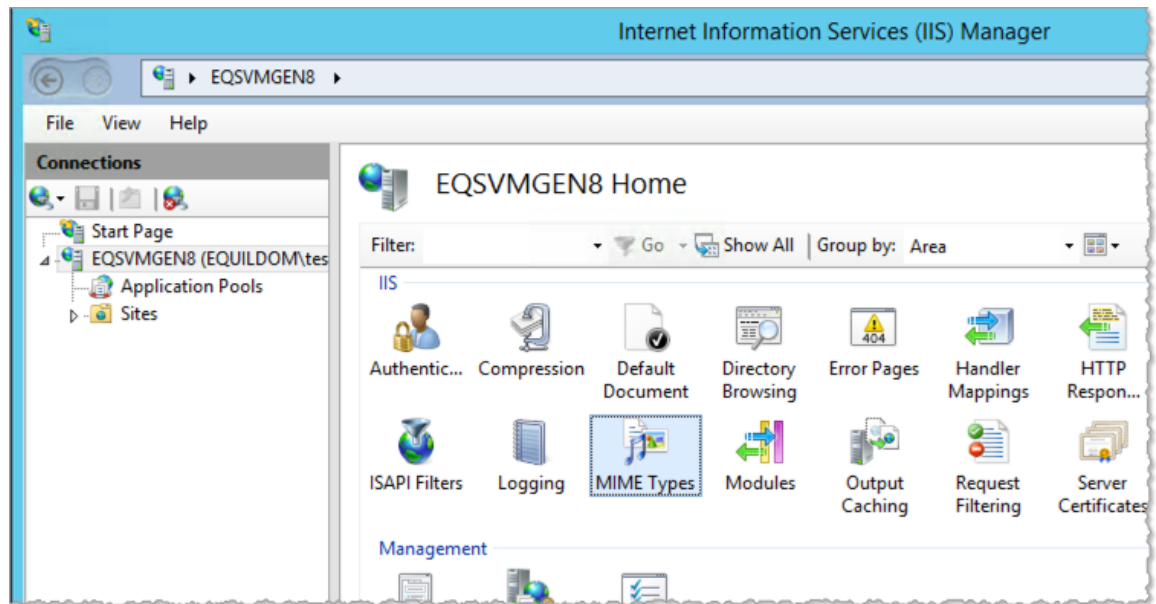 Internet Information Services (IIS) Manager
EQSVMGEN8
File View Help
Connections
Start Page
EQSVMGEN8 (EQUILDOM\tes
Application Pools
Sites
EQSVMGEN8 Home
Filter: Go Show All Group by: Area
IIS
Authentic... Compression Default Document Directory Browsing Error Pages Handler Mappings HTTP Respon...
404
ISAPI Filters Logging MIME Types Modules Output Caching Request Filtering Server Certificates
Management